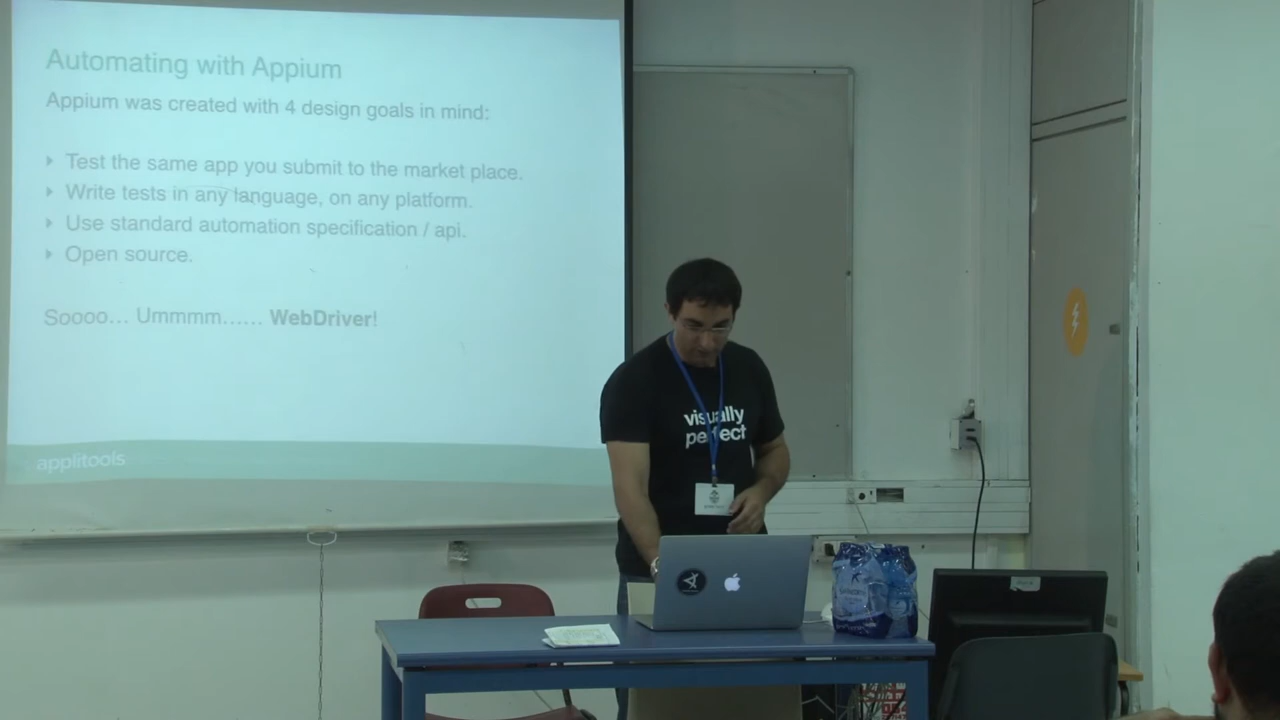 Automating with Appium
Appium was created with 4 design goals in mind:
Test the same app you submit to the market place.
Write tests in any language, on any platform.
Use standard automation specification / api.
Open source.
Soooo... Ummmm...... WebDriver!
applitools
visually
perfect